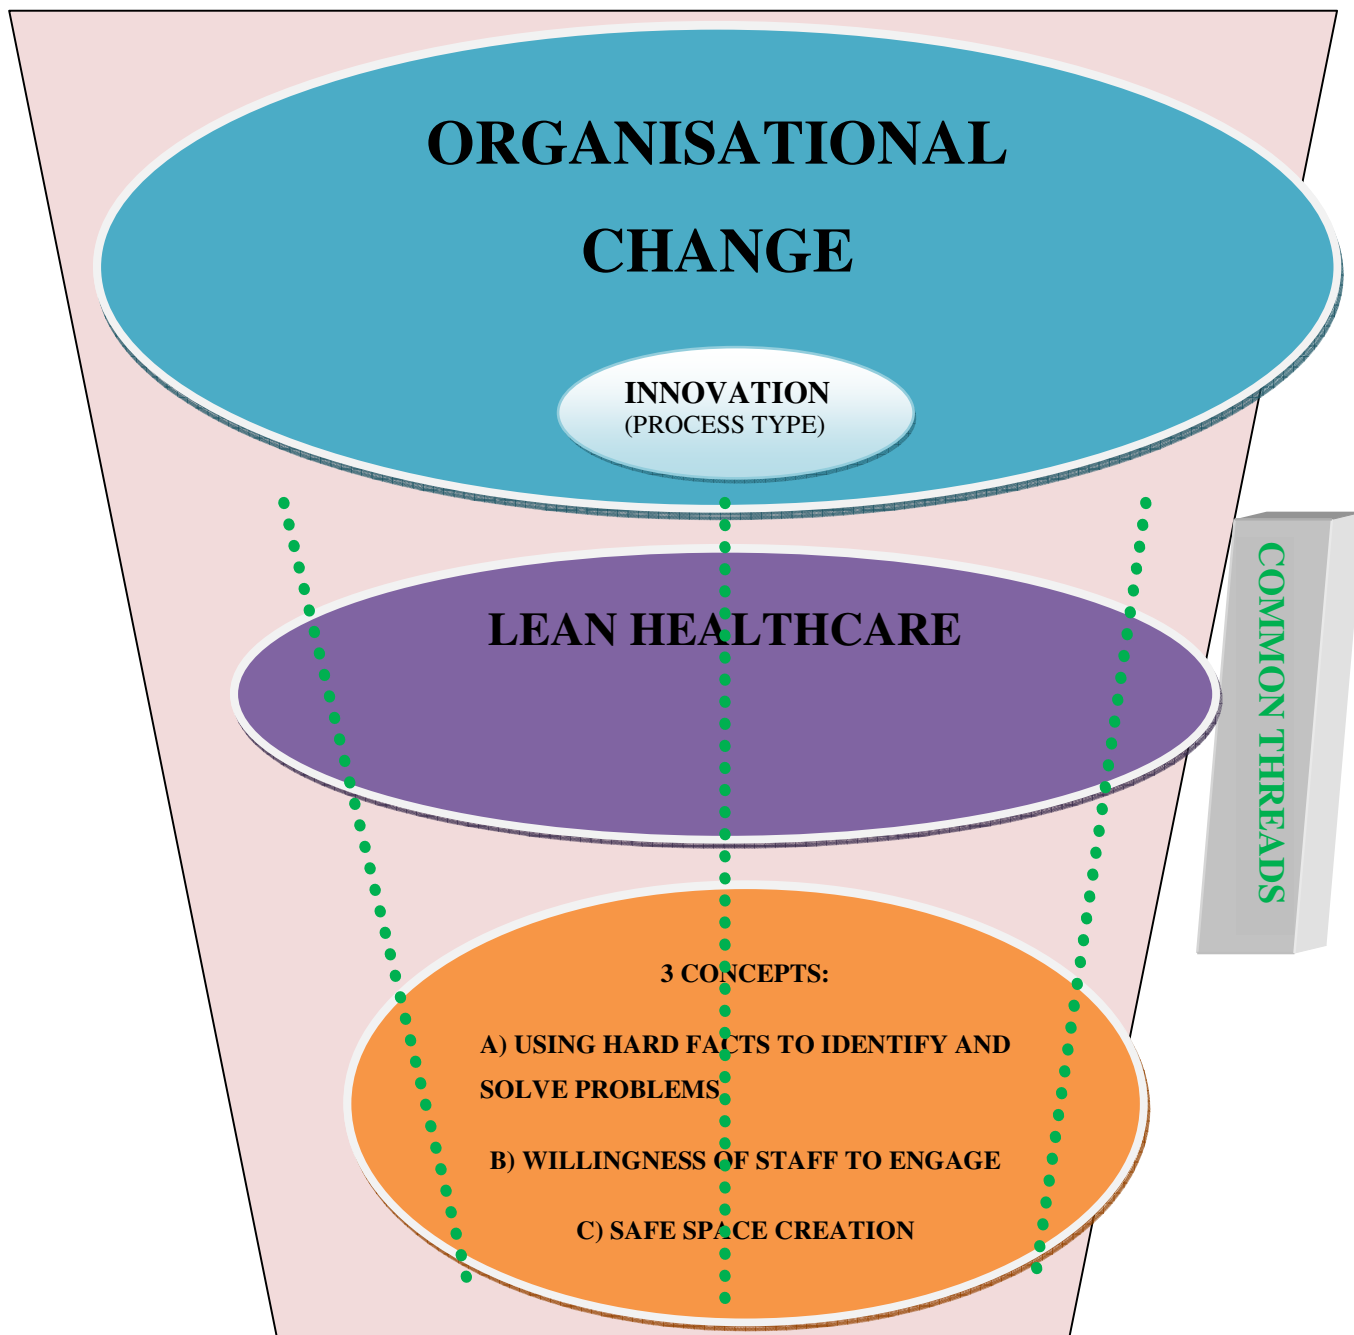 ORGANISATIONAL
CHANGE
INNOVATION
(PROCESS TYPE)
LEAN HEALTHCARE
COMMON THREADS
3 CONCEPTS:
A) USING HARD FACTS TO IDENTIFY AND
SOLVE PROBLEMS
B) WILLINGNESS OF STAFF TO ENGAGE
C) SAFE SPACE CREATION